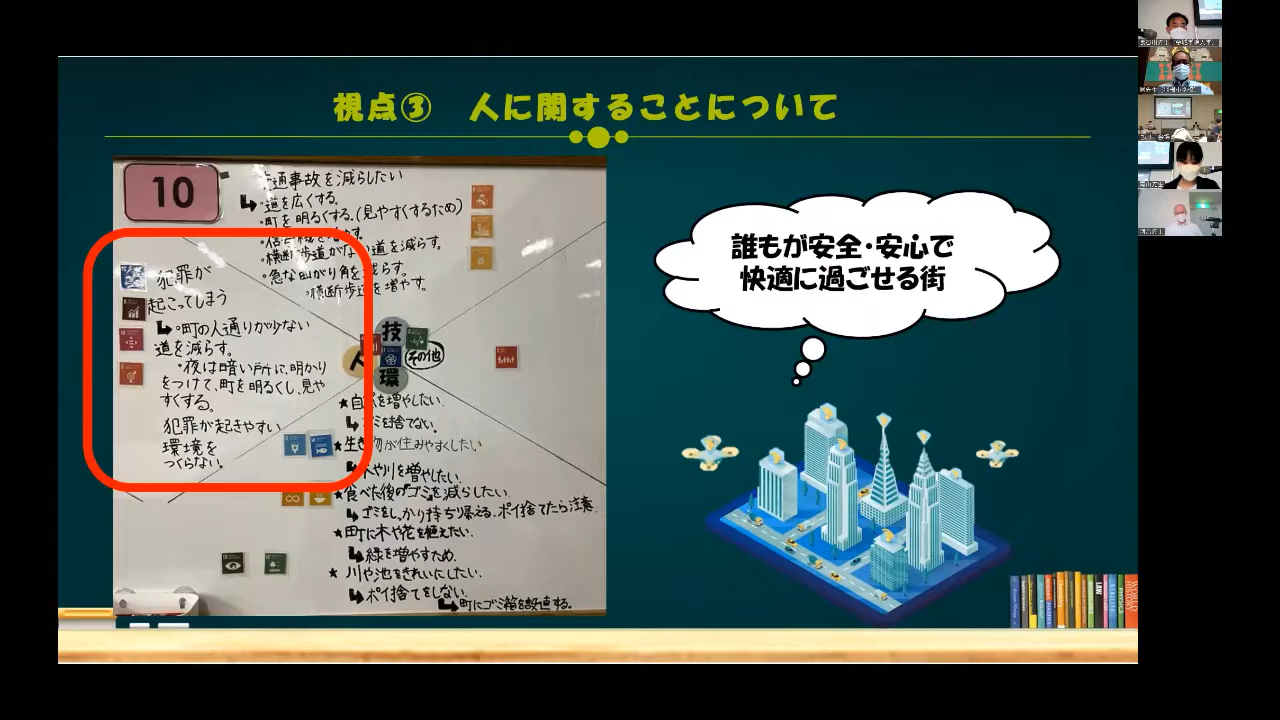 視点③ 人に関することについて
10
通事故を減らしたい
・道を広くする。
・町を明るくする。(見やすくするため)
横断歩道がない道を減らす。
・急な曲がり角を減らす。
・横断歩道を増やす。
犯罪が
起こってしまう
・町の人通りが少ない
道を減らす。
・夜は暗い所に、明かり
をつけて、町を明るくし、見や
すくする。
犯罪が起きやすい
環境を
つくらない。
技
人
その他
環
★自然を増やしたい。
ゴミを捨てない。
★生き物が住みやすくしたい
川を増やしたい。
★食べた後のゴミを減らしたい
ゴミをしっかり持ち帰る。ポイ捨てたら注意
★町に木や花を植えたい。
緑を増やすため。
★川や池をきれいにしたい。
ポイ捨てをしない。
町にゴミ箱を設置する。
誰もが安全・安心で
快適に過ごせる街
LAW
WORLD HISTORY